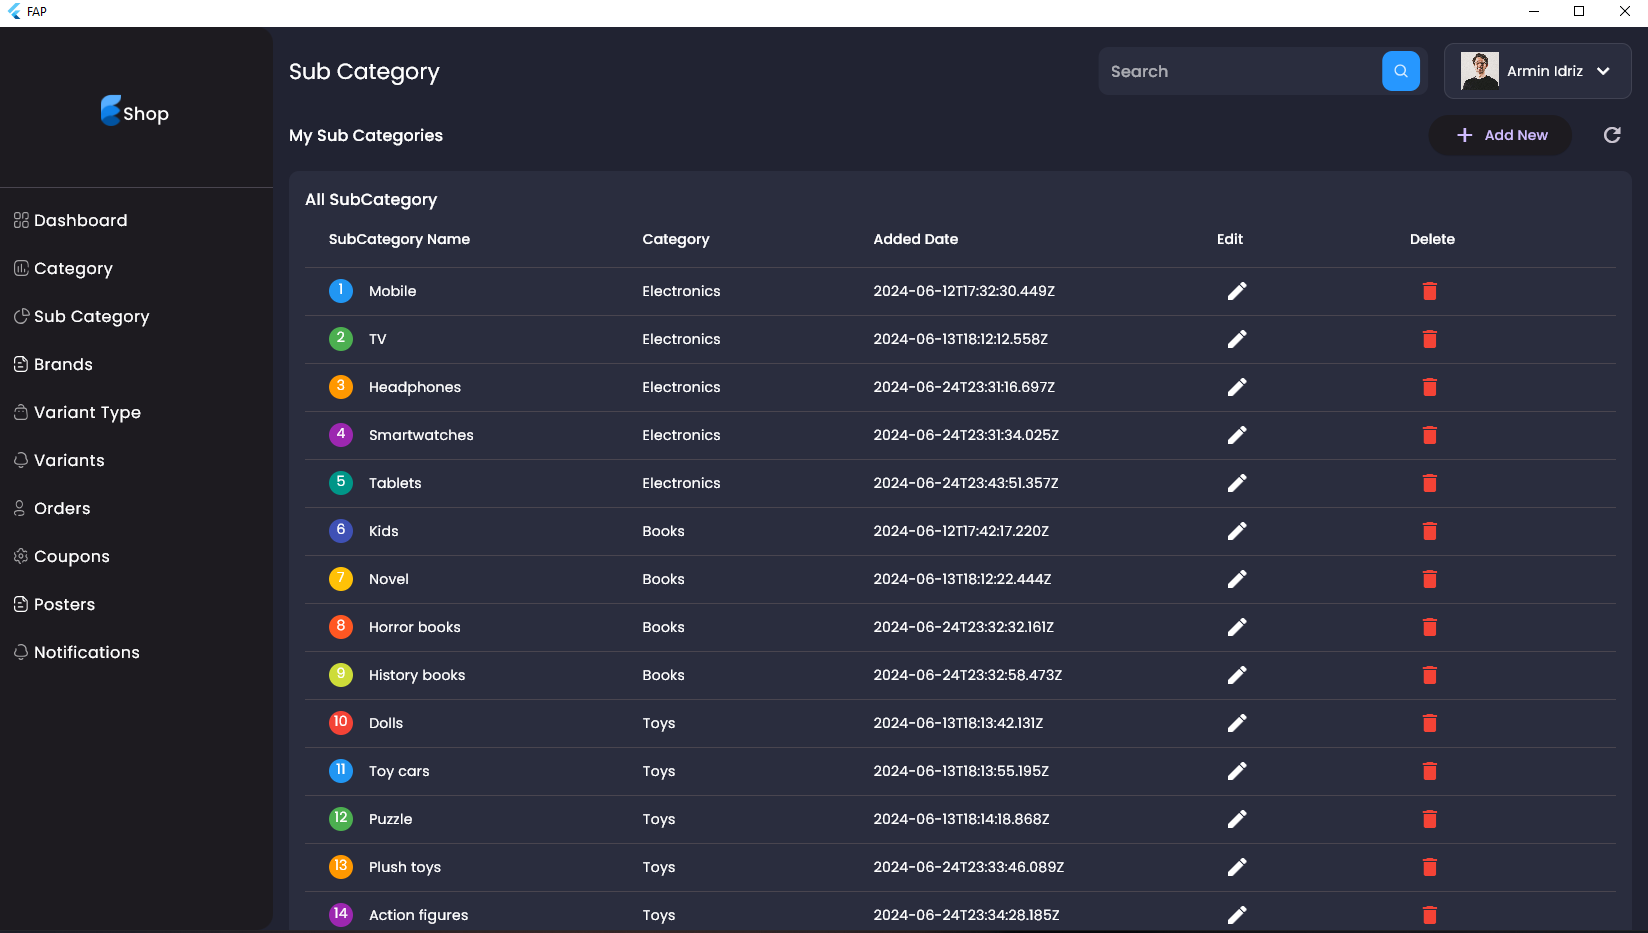 FAP
Shop
Dashboard
Category
Sub Category
Brands
Variant Type
Variants
Orders
Coupons
Posters
Notifications
Sub Category
Search
Armin Idriz
My Sub Categories
Add New
All SubCategory
SubCategory Name Category Added Date Edit Delete
1 Mobile Electronics 2024-06-12T17:32:30.449Z
2 TV Electronics 2024-06-13T18:12:12.558Z
3 Headphones Electronics 2024-06-24T23:31:16.697Z
4 Smartwatches Electronics 2024-06-24T23:31:34.025Z
5 Tablets Electronics 2024-06-24T23:43:51.357Z
6 Kids Books 2024-06-12T17:42:17.220Z
7 Novel Books 2024-06-13T18:12:22.444Z
8 Horror books Books 2024-06-24T23:32:32.161Z
9 History books Books 2024-06-24T23:32:58.473Z
10 Dolls Toys 2024-06-13T18:13:42.131Z
11 Toy cars Toys 2024-06-13T18:13:55.195Z
12 Puzzle Toys 2024-06-13T18:14:18.868Z
13 Plush toys Toys 2024-06-24T23:33:46.089Z
14 Action figures Toys 2024-06-24T23:34:28.185Z